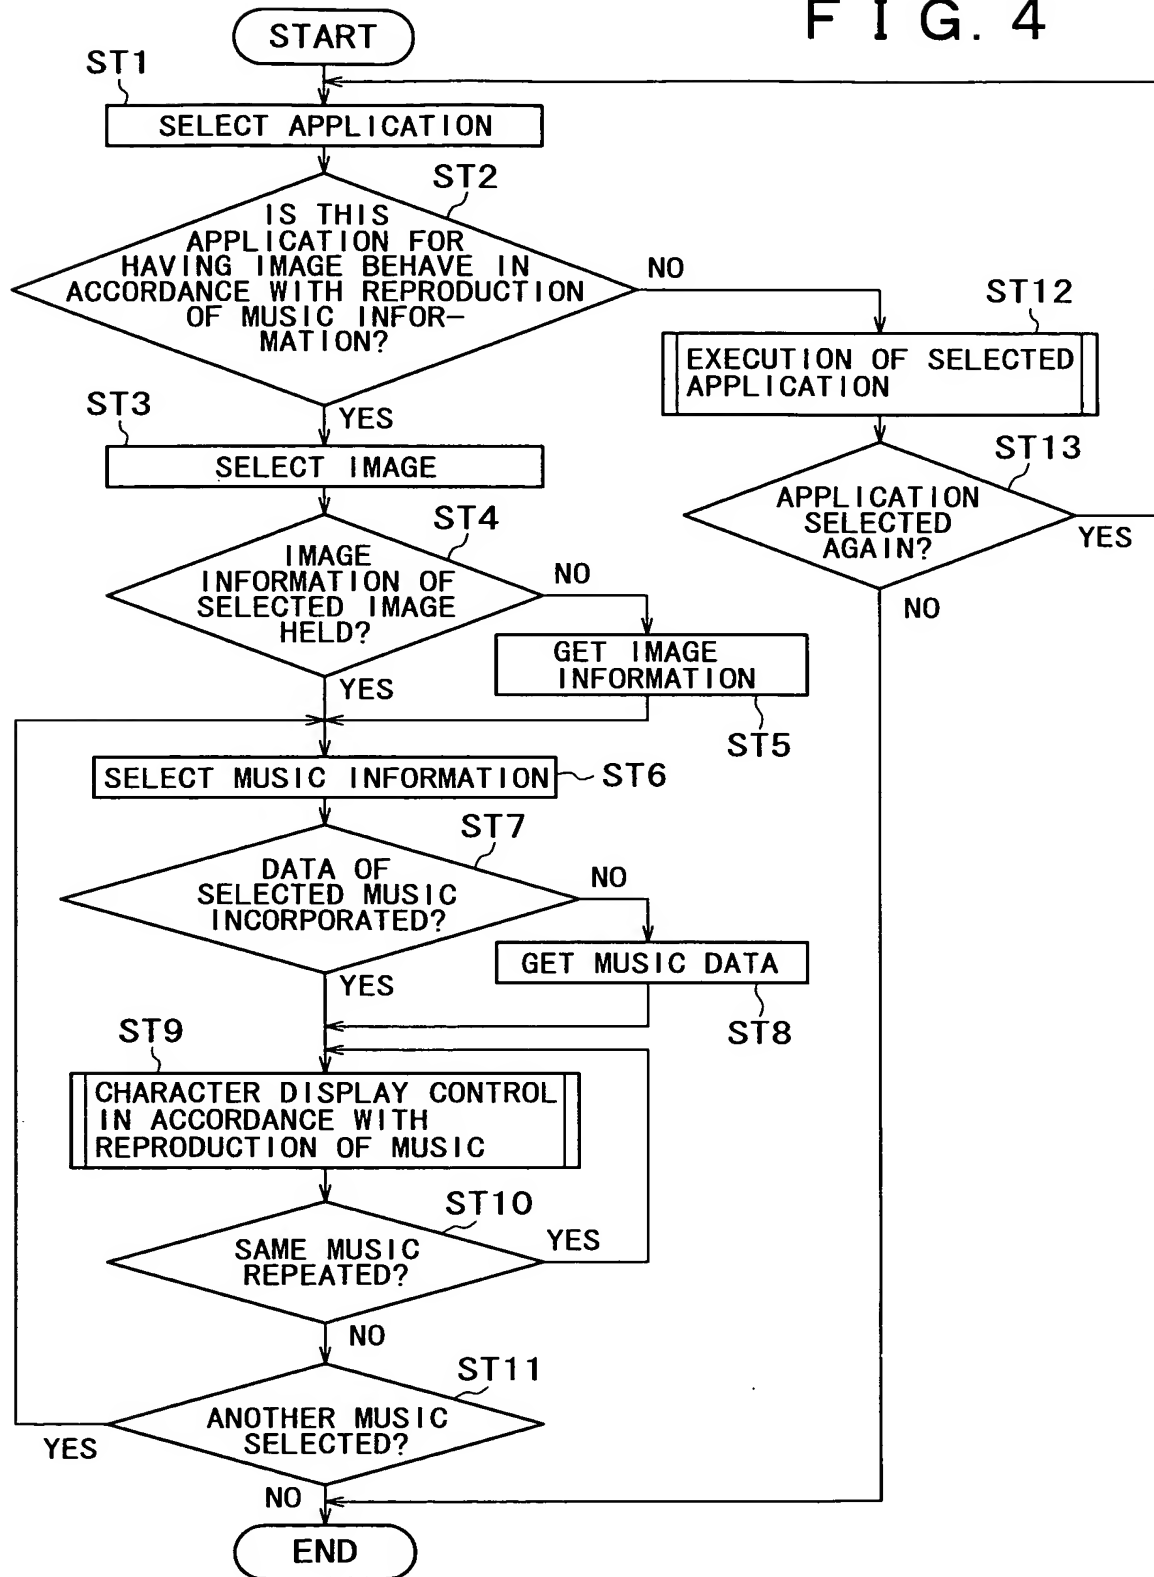 FIG. 4
START
ST1
SELECT APPLICATION
ST2
IS THIS
APPLICATION FOR
HAVING IMAGE BEHAVE IN
ACCORDANCE WITH REPRODUCTION
OF MUSIC INFOR-
MATION?
NO
YES
ST12
EXECUTION OF SELECTED
APPLICATION
ST13
APPLICATION
SELECTED
AGAIN?
YES
NO
ST3
SELECT IMAGE
ST4
IMAGE
INFORMATION OF
SELECTED IMAGE
HELD?
NO
YES
GET IMAGE
INFORMATION
ST5
SELECT MUSIC INFORMATION
ST6
ST7
DATA OF
SELECTED MUSIC
INCORPORATED?
NO
YES
GET MUSIC DATA
ST8
ST9
CHARACTER DISPLAY CONTROL
IN ACCORDANCE WITH
REPRODUCTION OF MUSIC
ST10
SAME MUSIC
REPEATED?
YES
NO
ST11
ANOTHER MUSIC
SELECTED?
YES
NO
END